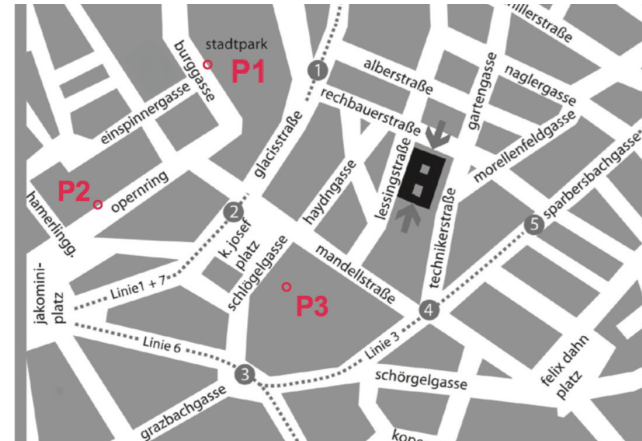 stadtpark
P1
burggasse
einspinnergasse
P2
opernring
hamerlingg.
jakomini-
platz
Linie1 + 7
Linie 6
grazbachgasse
glacisstraße
1
2
k. josef
platz
schlögelgasse
haydngasse
P3
3
mandellstraße
Linie 3
schörgelgasse
4
5
alberstraße
rechbauerstraße
lessingstraße
technikerstraße
gartengasse
naglergasse
morellenfeldgasse
sparbersbachgasse
felix dahn
platz